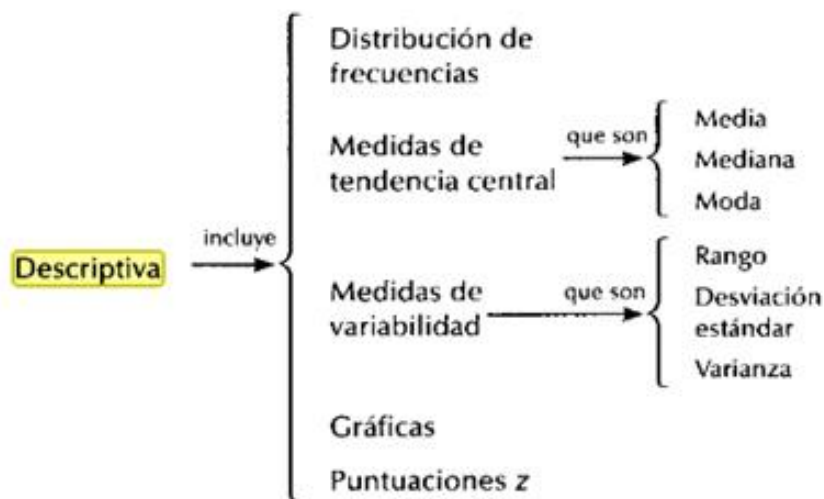 Descriptiva
incluye
Distribución de
frecuencias
Medidas de
tendencia central
que son
Media
Mediana
Moda
Medidas de
variabilidad
que son
Rango
Desviación
estándar
Varianza
Gráficas
Puntuaciones z